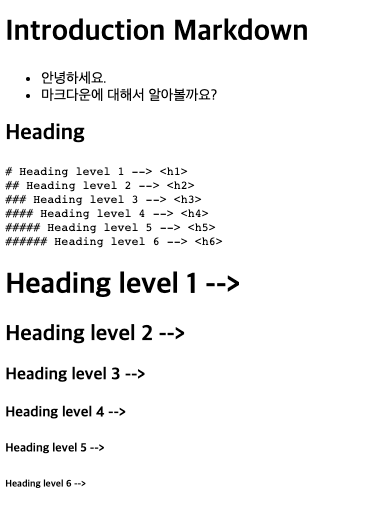 Introduction Markdown
• 안녕하세요.
• 마크다운에 대해서 알아볼까요?
Heading
# Heading level 1 --> <h1>
## Heading level 2 --> <h2>
### Heading level 3 --> <h3>
#### Heading level 4 --> <h4>
##### Heading level 5 --> <h5>
###### Heading level 6 --> <h6>
Heading level 1 -->
Heading level 2 -->
Heading level 3 -->
Heading level 4 -->
Heading level 5 -->
Heading level 6 -->